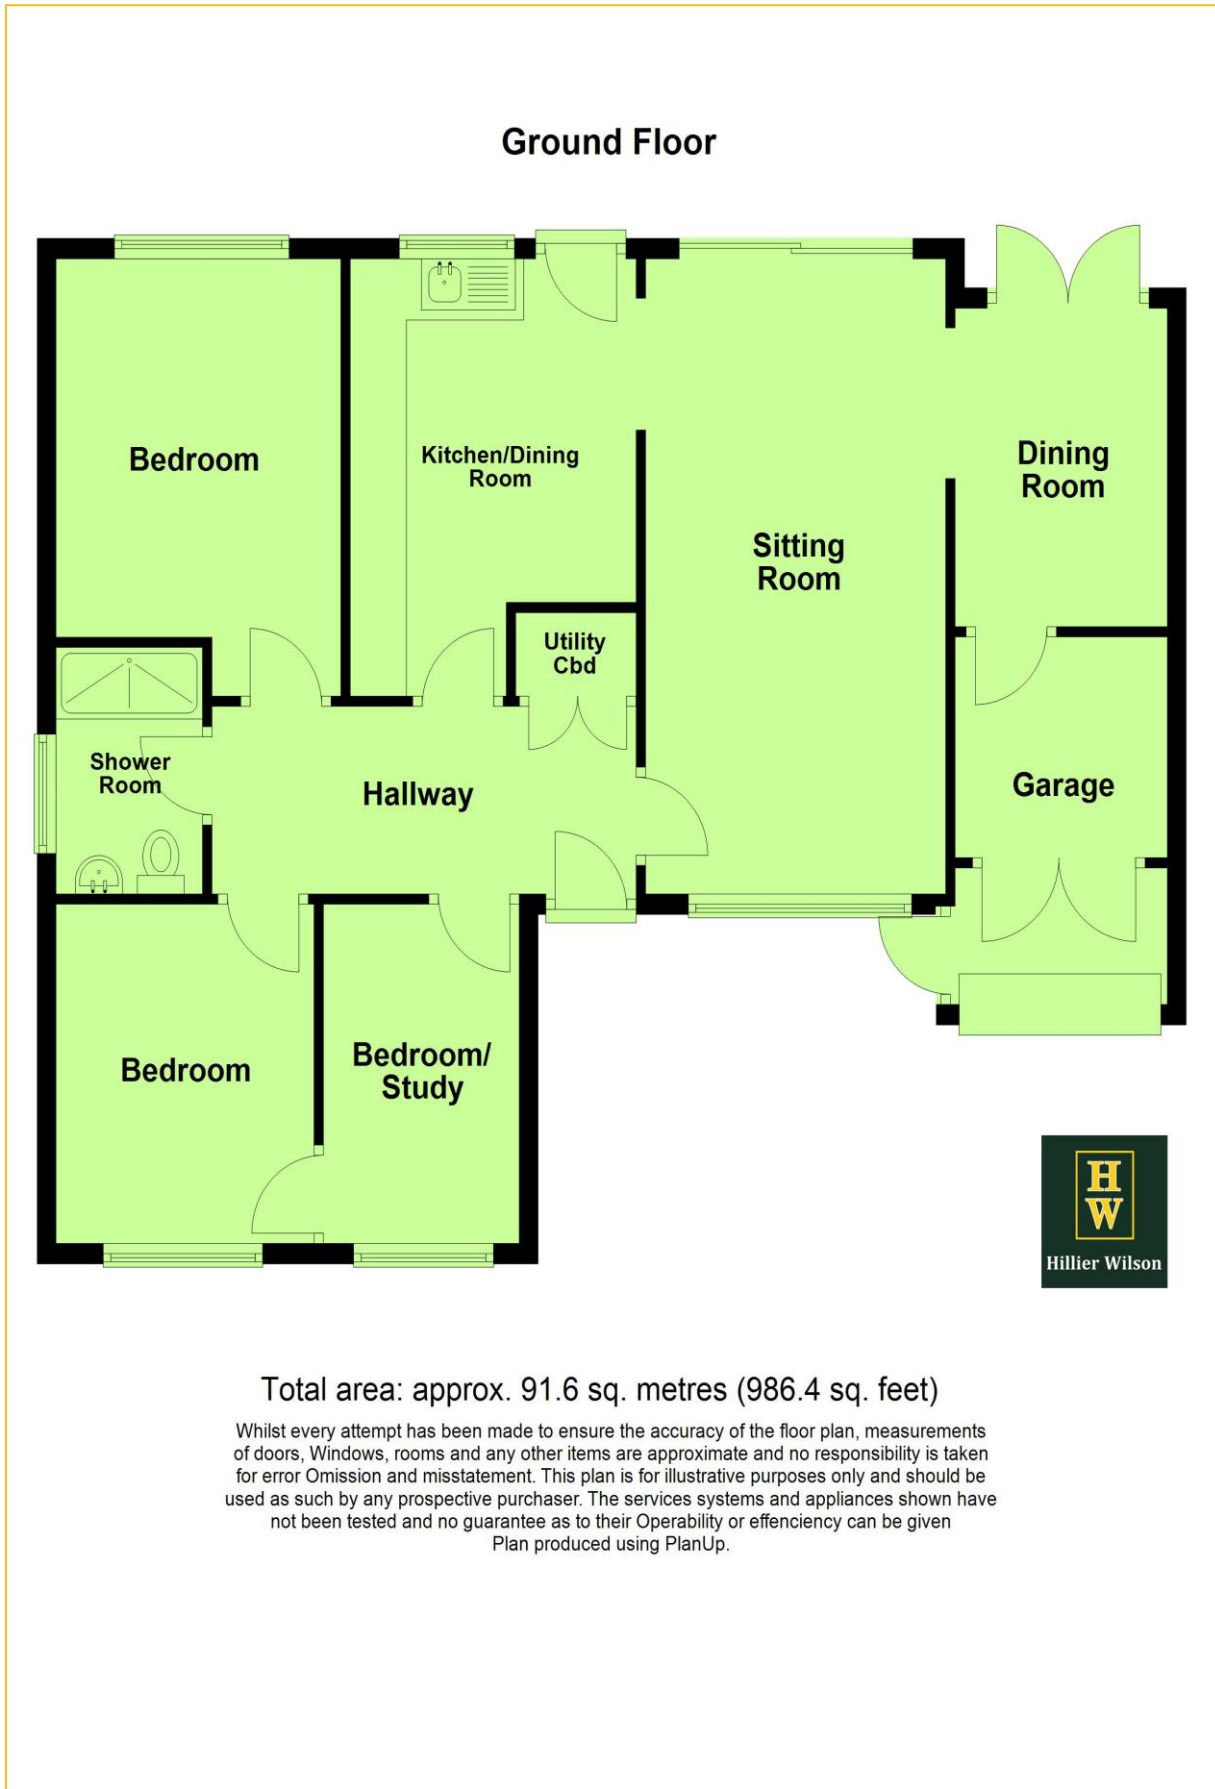 Ground Floor
Bedroom
Kitchen/Dining
Room
Dining
Room
Sitting
Room
Utility
Cbd
Shower
Room
Hallway
Garage
Bedroom
Bedroom/
Study
H
W
Hillier Wilson
Total area: approx. 91.6 sq. metres (986.4 sq. feet)
Whilst every attempt has been made to ensure the accuracy of the floor plan, measurements
of doors, Windows, rooms and any other items are approximate and no responsibility is taken
for error Omission and misstatement. This plan is for illustrative purposes only and should be
used as such by any prospective purchaser. The services systems and appliances shown have
not been tested and no guarantee as to their Operability or effenciency can be given
Plan produced using PlanUp.